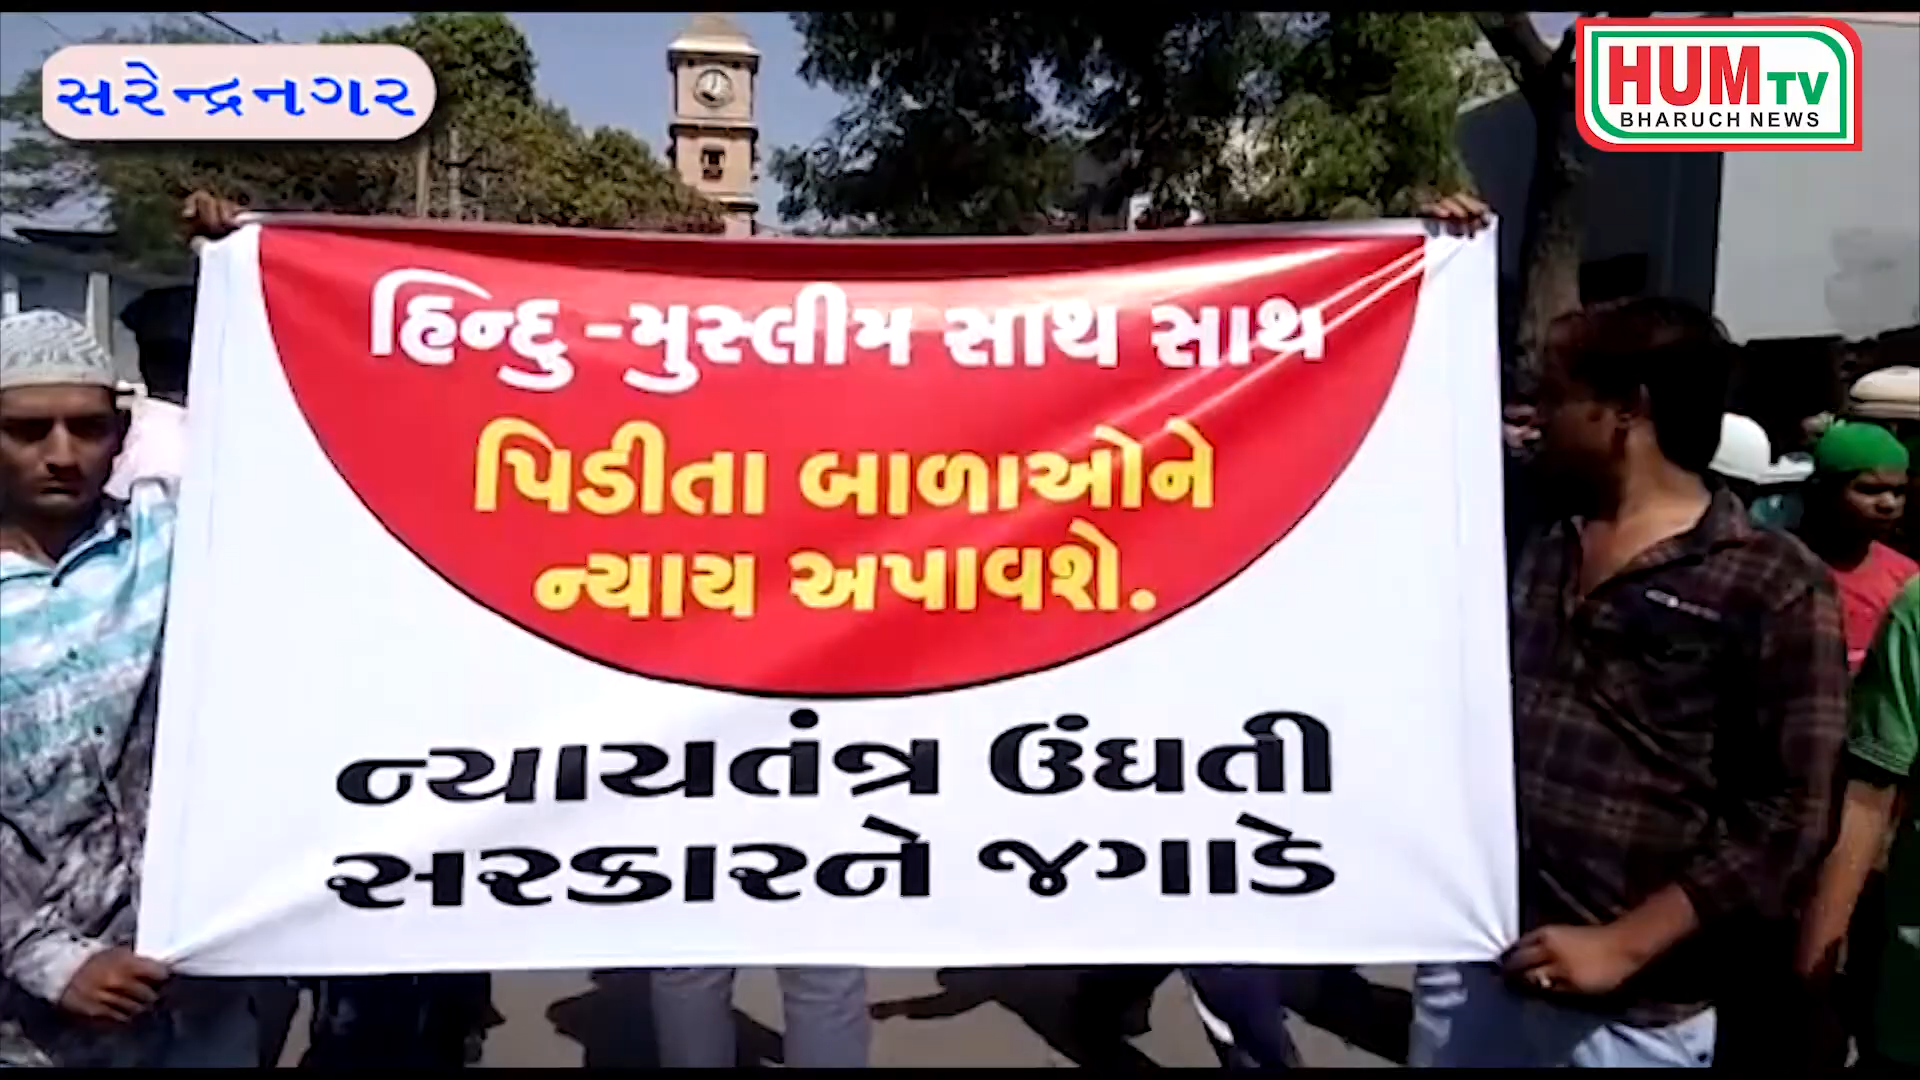 સરેન્દ્રનગર
HUM TV
BHARUCH NEWS
હિન્દુ -મુસ્લીમ સાથ સાથ
પિડીતા બાળાઓને
ન્યાય અપાવશે.
ન્યાયતંત્ર ઉંઘતી
સરકારને જગાડે